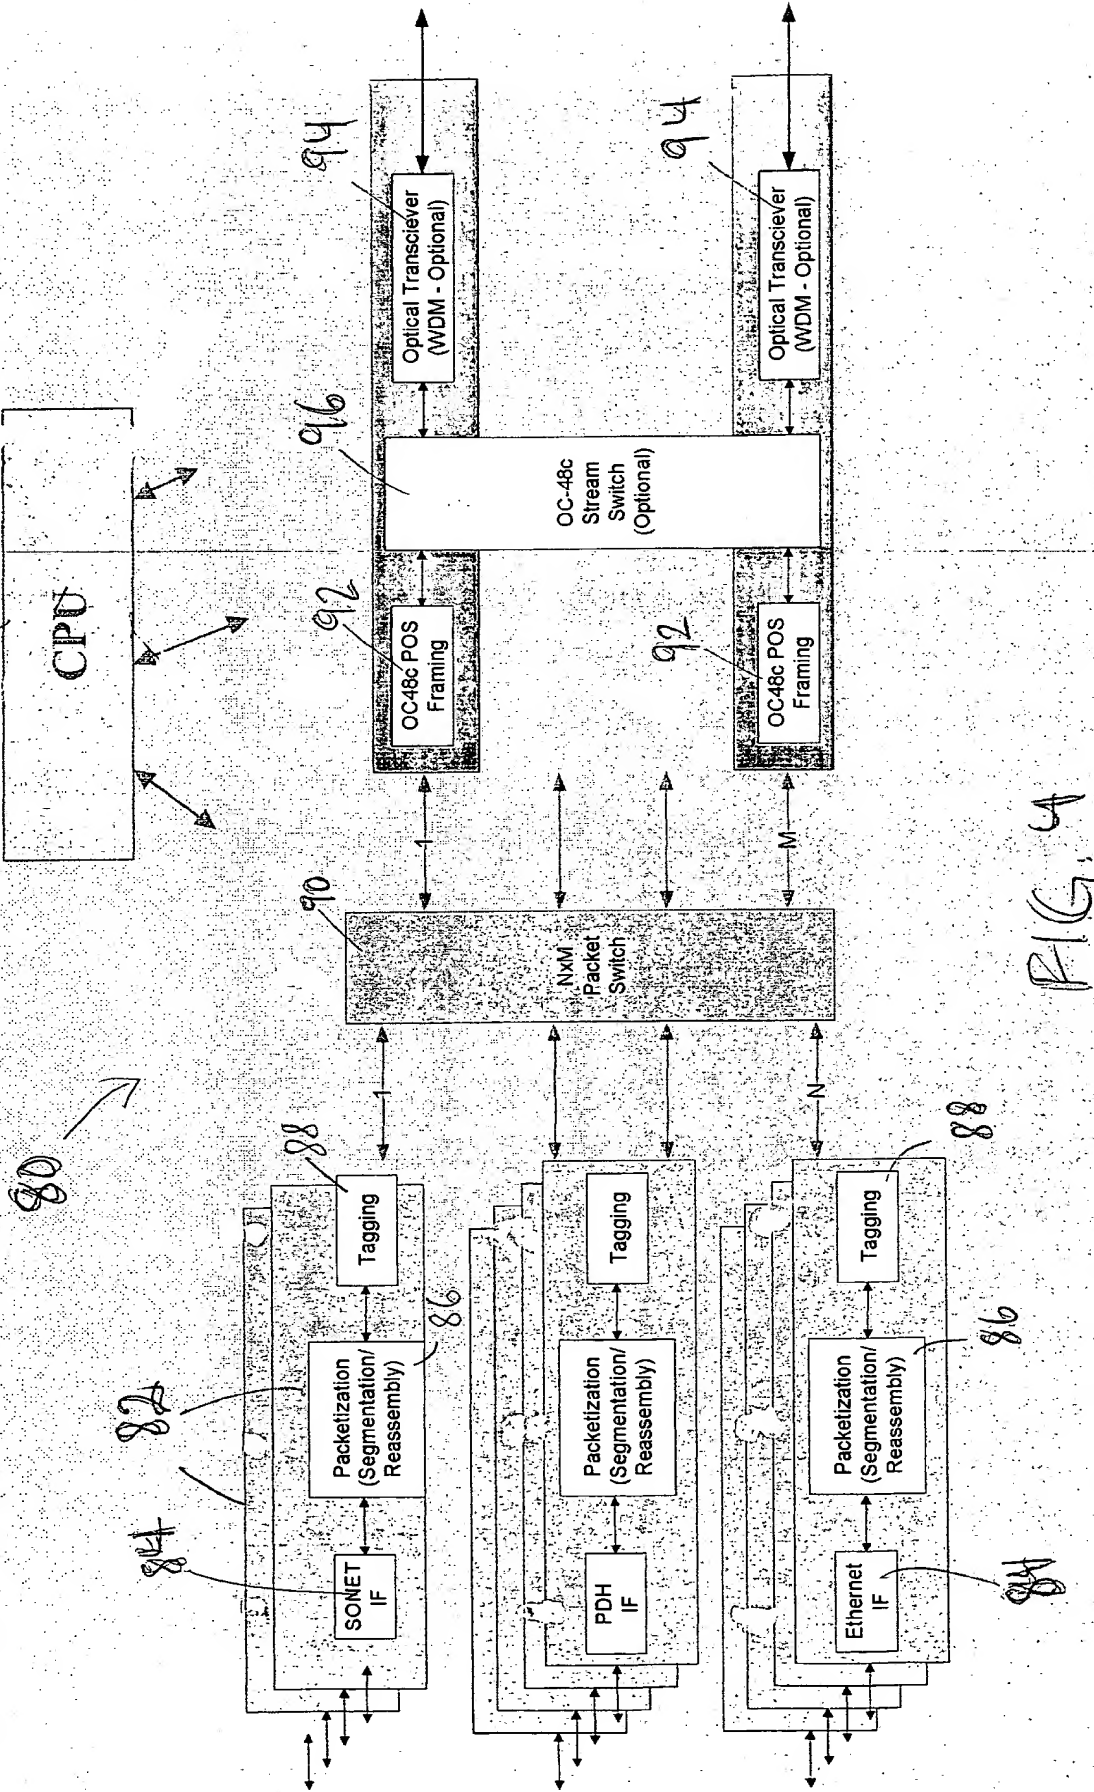 CPU
80
82
84
SONET
IF
Packetization
(Segmentation/
Reassembly)
86
Tagging
88
PDH
IF
Packetization
(Segmentation/
Reassembly)
Tagging
Ethernet
IF
84
Packetization
(Segmentation/
Reassembly)
86
Tagging
88
1
N
90
NxM
Packet
Switch
1
M
92
OC48c POS
Framing
92
OC48c POS
Framing
96
OC-48c
Stream
Switch
(Optional)
94
Optical Transciever
(WDM - Optional)
94
Optical Transciever
(WDM - Optional)
FIG. 4